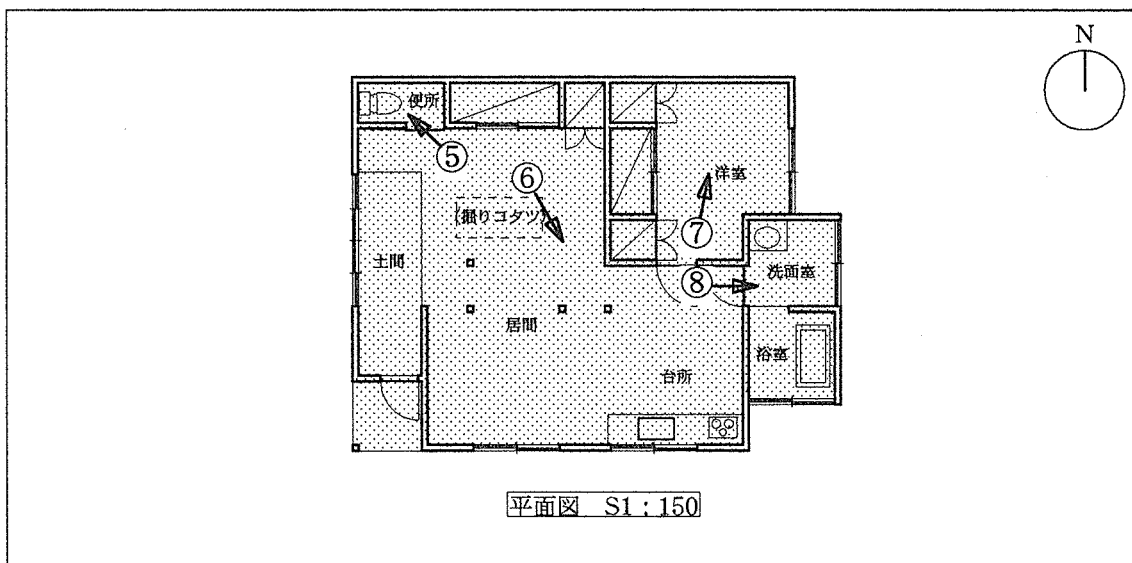 N
便所
⑤
⑥
洋室
(掘りコタツ)
⑦
土間
⑧
洗面室
居間
浴室
台所
平面図 S1:150